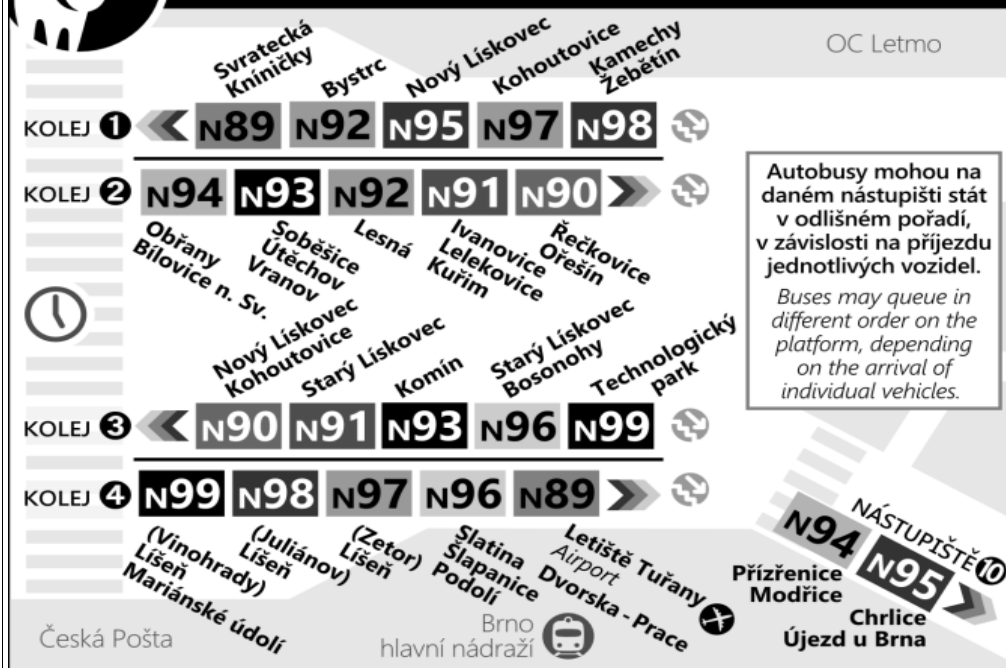 OC Letmo
Svratecká
Kníničky
Bystrc
Nový Lískovec
Kohoutovice
Kamechy
Žebětín
KOLEJ 1 N89 N92 N95 N97 N98
KOLEJ 2 N94 N93 N92 N91 N90
Obřany
Bílovice n. Sv.
Soběšice
Útěchov
Vranov
Lesná
Ivanovice
Lelekovice
Kuřim
Řečkovice
Ořešín
Autobusy mohou na
daném nástupišti stát
v odlišném pořadí,
v závislosti na příjezdu
jednotlivých vozidel.
Buses may queue in
different order on the
platform, depending
on the arrival of
individual vehicles.
Nový Lískovec
Kohoutovice
Starý Lískovec
Komín
Starý Lískovec
Bosonohy
Technologický
park
KOLEJ 3 N90 N91 N93 N96 N99
KOLEJ 4 N99 N98 N97 N96 N89
(Vinohrady)
Líšeň
Mariánské údolí
(Juliánov)
Líšeň
(Zetor)
Líšeň
Slatina
Šlapanice
Podolí
Letiště Tuřany
Airport
Dvorska - Prace
NÁSTUPIŠTĚ 10
N94 N95
Přízřenice
Modřice
Chrlice
Újezd u Brna
Česká Pošta
Brno
hlavní nádraží